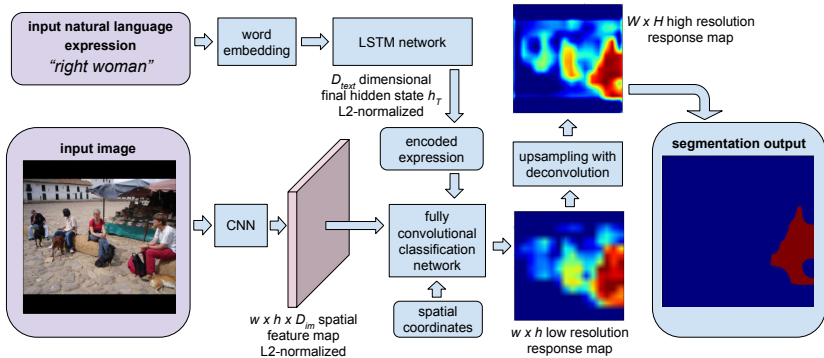 input natural language
expression
“right woman”
word
embedding
LSTM network
D_text dimensional
final hidden state h_T
L2-normalized
encoded
expression
input image
CNN
w x h x D_im spatial
feature map
L2-normalized
fully
convolutional
classification
network
spatial
coordinates
W x H high resolution
response map
upsampling with
deconvolution
w x h low resolution
response map
segmentation output